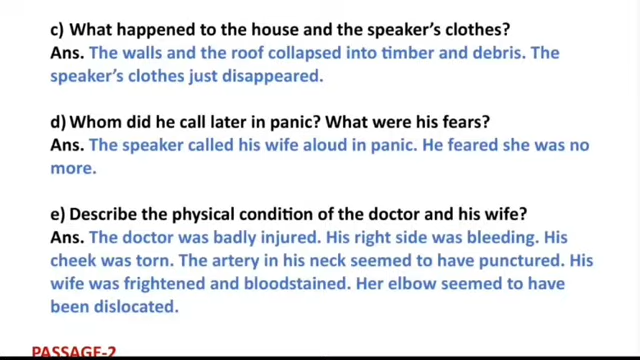 c) What happened to the house and the speaker's clothes?
Ans. The walls and the roof collapsed into timber and debris. The
speaker's clothes just disappeared.
d) Whom did he call later in panic? What were his fears?
Ans. The speaker called his wife aloud in panic. He feared she was no
more.
e) Describe the physical condition of the doctor and his wife?
Ans. The doctor was badly injured. His right side was bleeding. His
cheek was torn. The artery in his neck seemed to have punctured. His
wife was frightened and bloodstained. Her elbow seemed to have
been dislocated.
PASSAGE-2